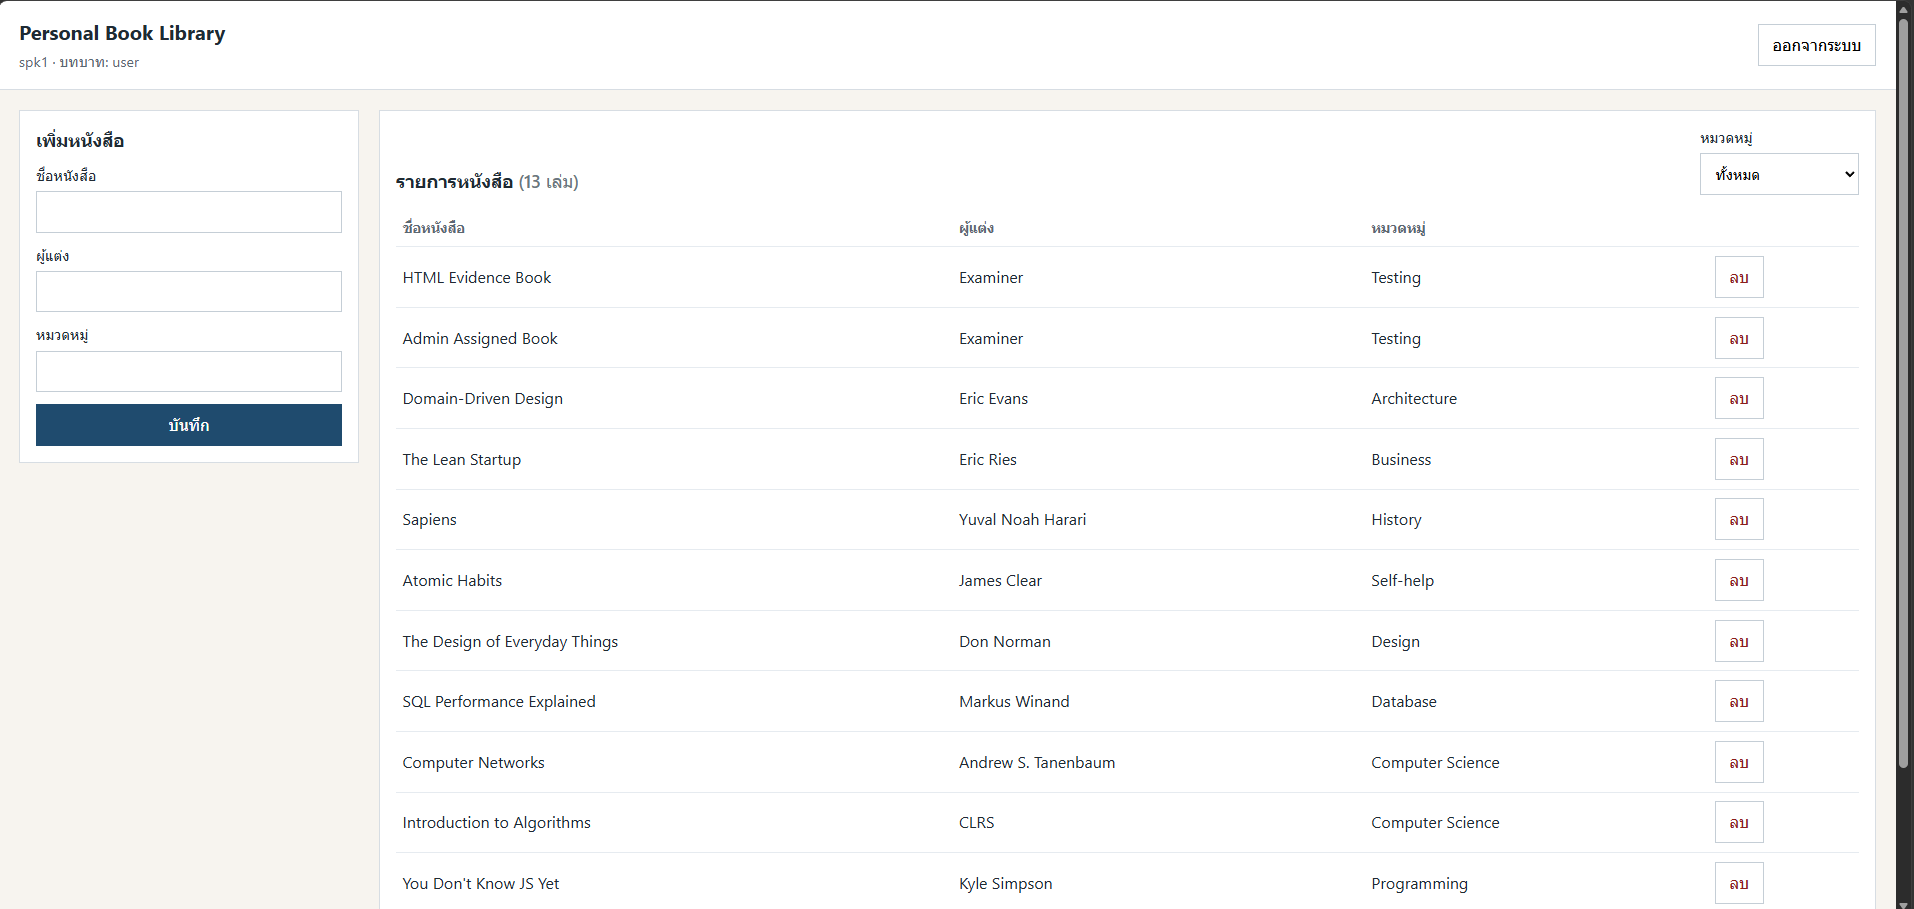 Personal Book Library
spk1 · บทบาท: user
ออกจากระบบ
เพิ่มหนังสือ
ชื่อหนังสือ
ผู้แต่ง
หมวดหมู่
บันทึก
หมวดหมู่
ทั้งหมด
รายการหนังสือ (13 เล่ม)
ชื่อหนังสือ ผู้แต่ง หมวดหมู่
HTML Evidence Book Examiner Testing ลบ
Admin Assigned Book Examiner Testing ลบ
Domain-Driven Design Eric Evans Architecture ลบ
The Lean Startup Eric Ries Business ลบ
Sapiens Yuval Noah Harari History ลบ
Atomic Habits James Clear Self-help ลบ
The Design of Everyday Things Don Norman Design ลบ
SQL Performance Explained Markus Winand Database ลบ
Computer Networks Andrew S. Tanenbaum Computer Science ลบ
Introduction to Algorithms CLRS Computer Science ลบ
You Don't Know JS Yet Kyle Simpson Programming ลบ